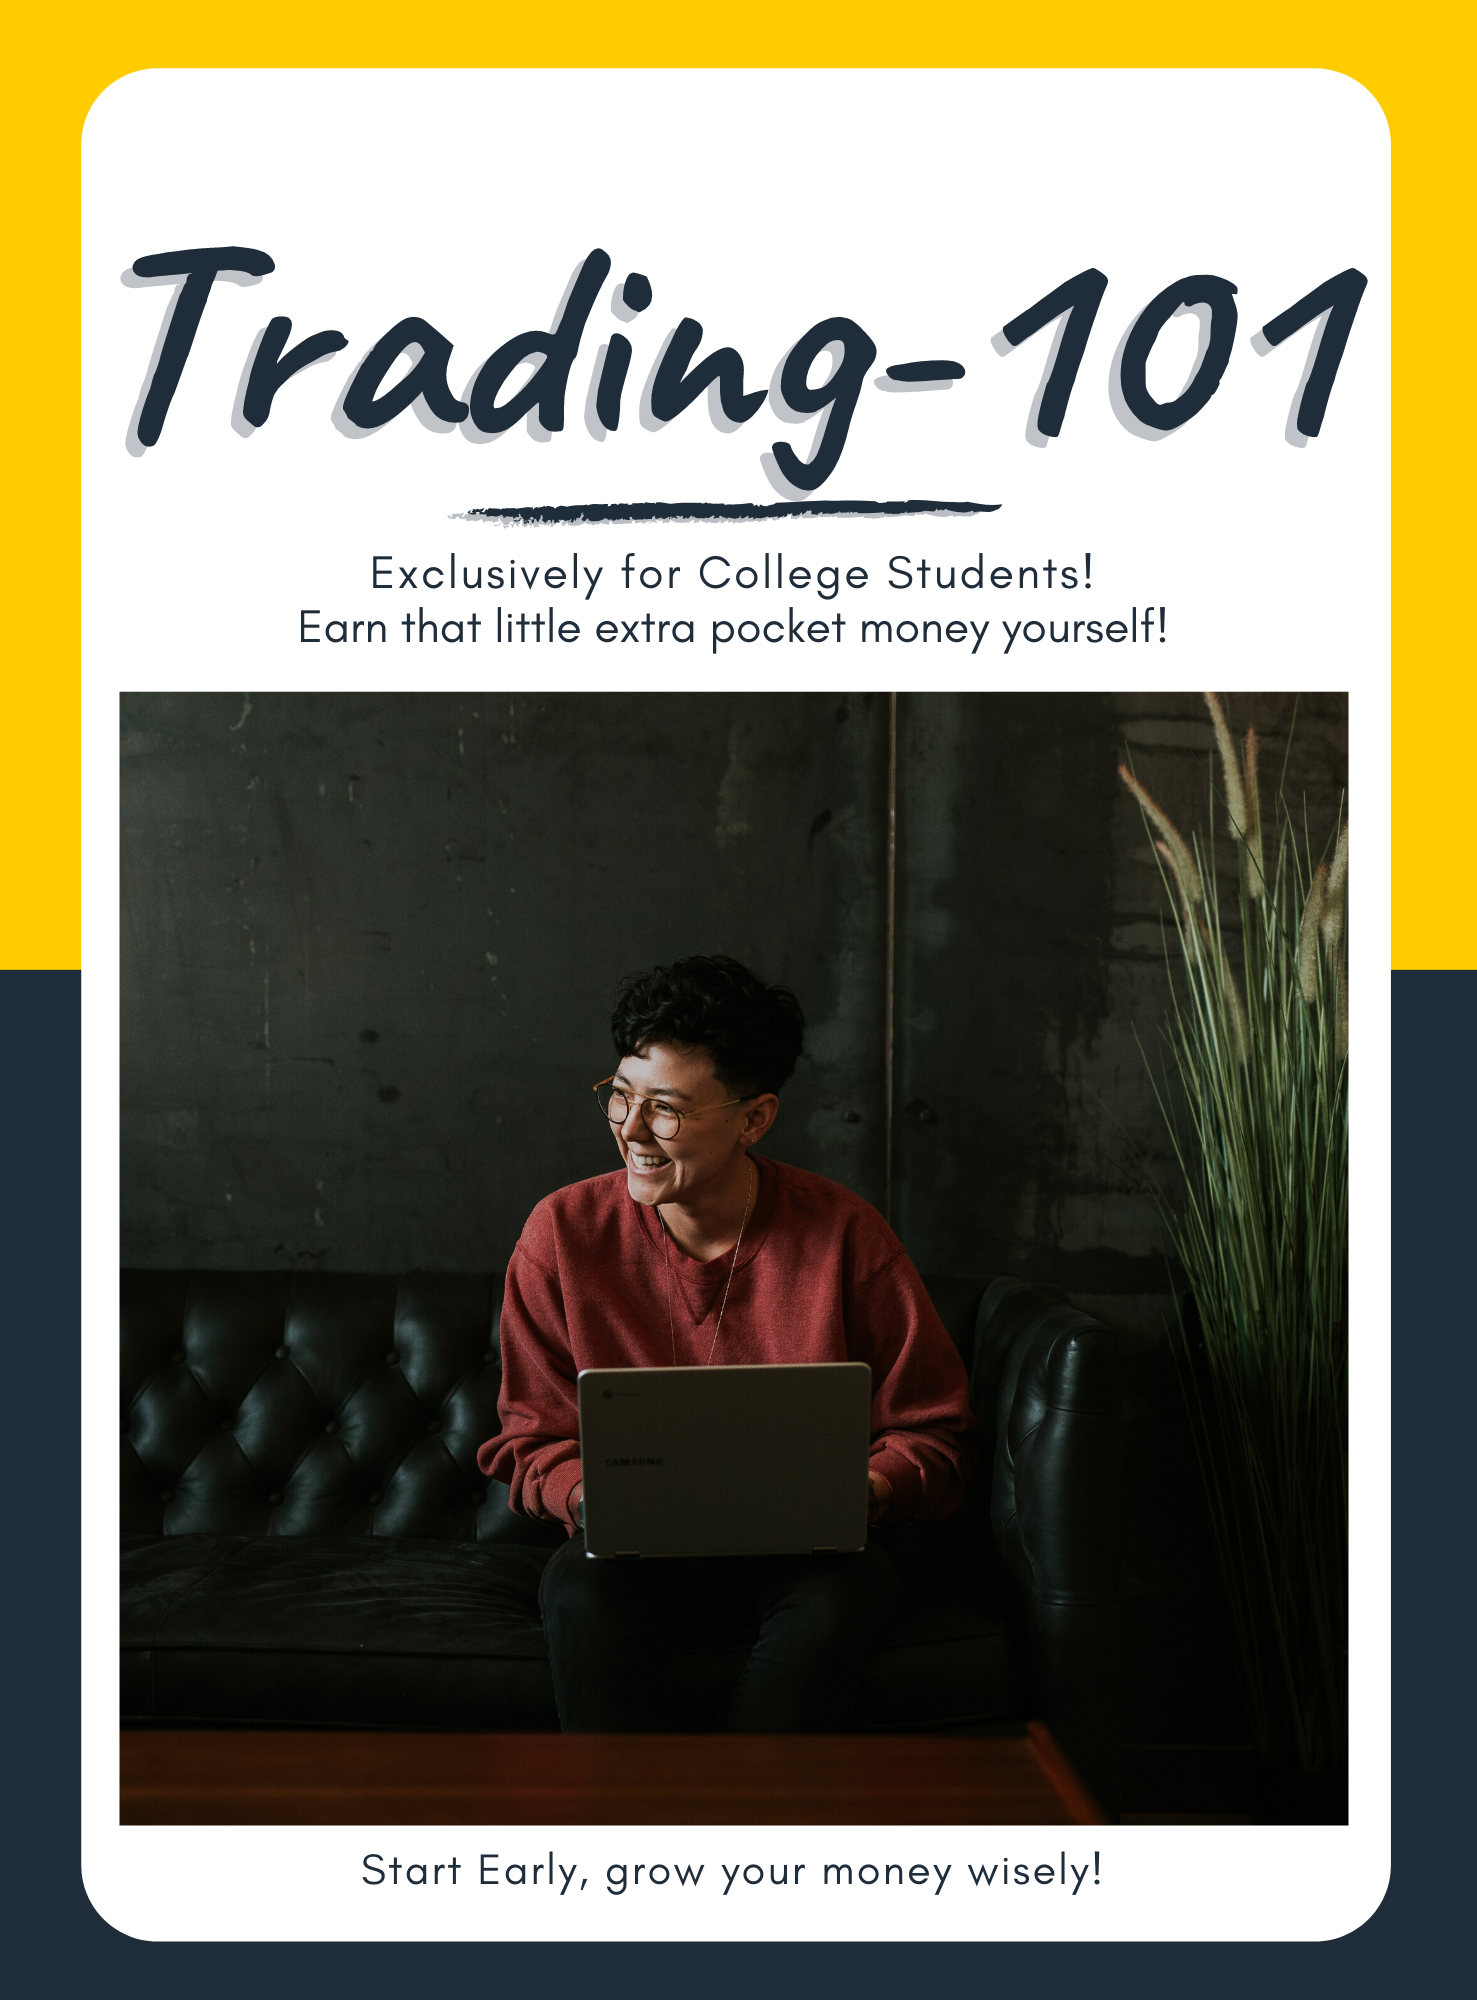 Trading-101
Exclusively for College Students!
Earn that little extra pocket money yourself!
SAMSUNG
Start Early, grow your money wisely!